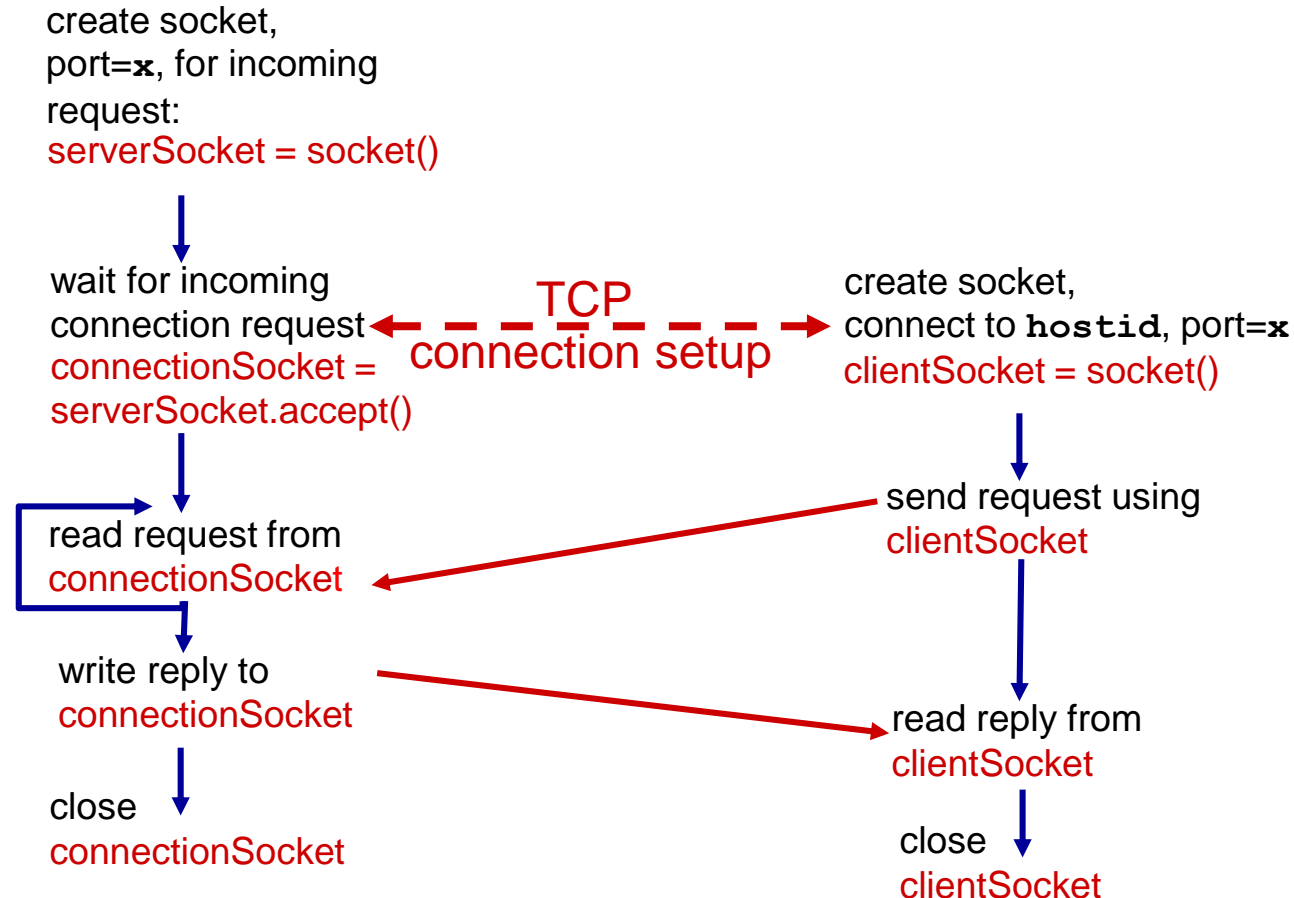 create socket,
port=x, for incoming
request:
serverSocket = socket()
wait for incoming
connection request
connectionSocket =
serverSocket.accept()
TCP
connection setup
create socket,
connect to hostid, port=x
clientSocket = socket()
send request using
clientSocket
read request from
connectionSocket
write reply to
connectionSocket
read reply from
clientSocket
close
connectionSocket
close
clientSocket